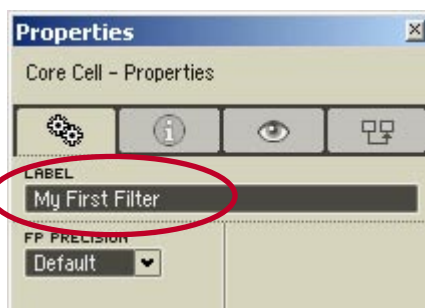 Properties
Core Cell - Properties
LABEL
My First Filter
FP PRECISION
Default